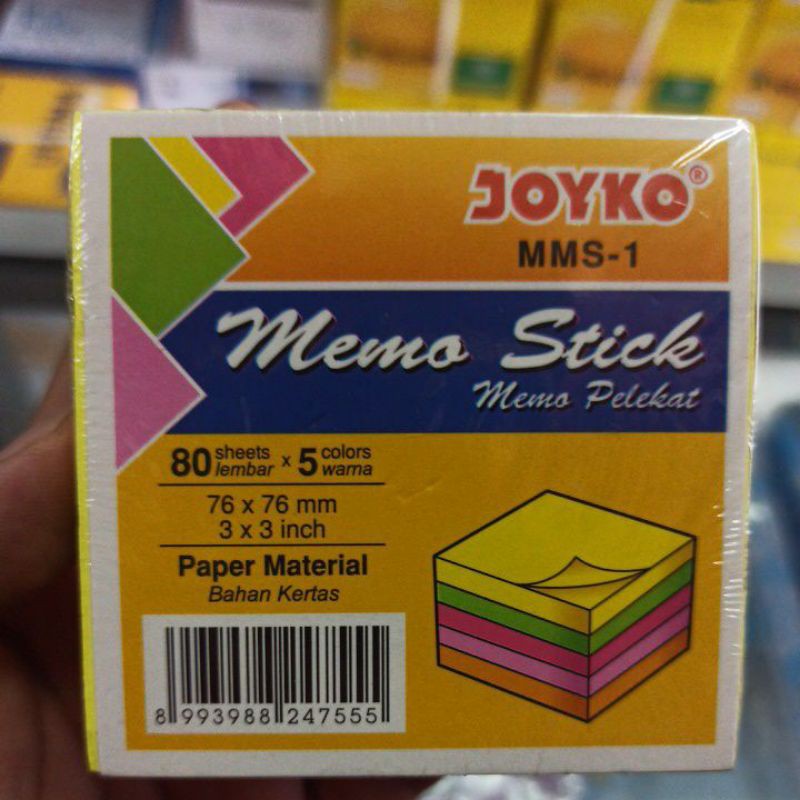 JOYKO®
MMS-1
Memo Stick
Memo Pelekat
80 sheets lembar x 5 colors warna
76 x 76 mm
3 x 3 inch
Paper Material
Bahan Kertas
8 993988 247555